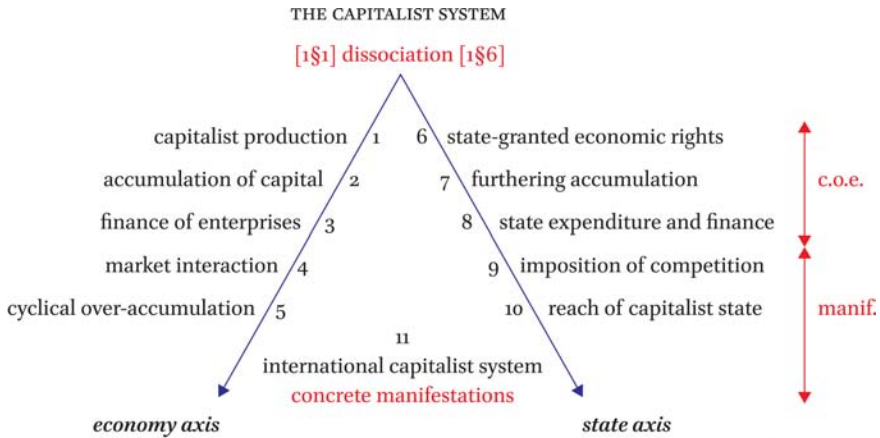 THE CAPITALIST SYSTEM
[1§1] dissociation [1§6]
capitalist production 1 6 state-granted economic rights
accumulation of capital 2 7 furthering accumulation c.o.e.
finance of enterprises 3 8 state expenditure and finance
market interaction 4 9 imposition of competition
cyclical over-accumulation 5 10 reach of capitalist state manif.
11
international capitalist system
concrete manifestations
economy axis state axis